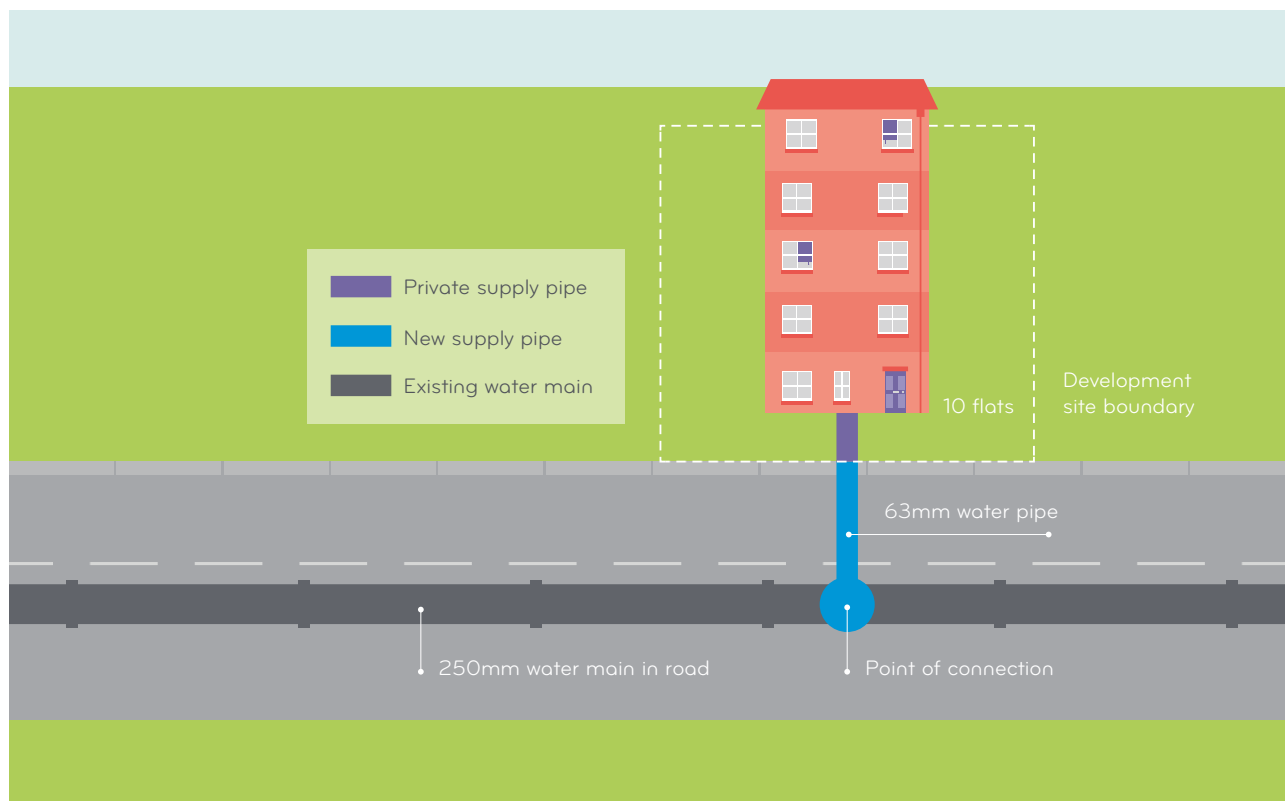 Private supply pipe
New supply pipe
Existing water main
Development
site boundary
10 flats
63mm water pipe
250mm water main in road
Point of connection